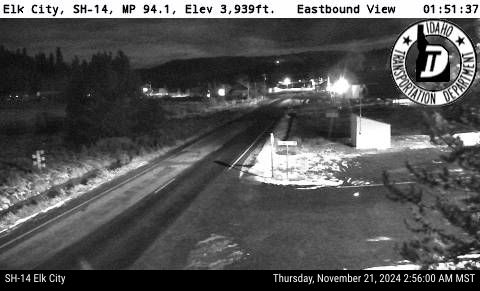 Elk City, SH-14, MP 94.1, Elev 3,939ft.   Eastbound View   01:51:37
IDAHO
TRANSPORTATION DEPARTMENT
SH-14 Elk City   Thursday, November 21, 2024 2:56:00 AM MST